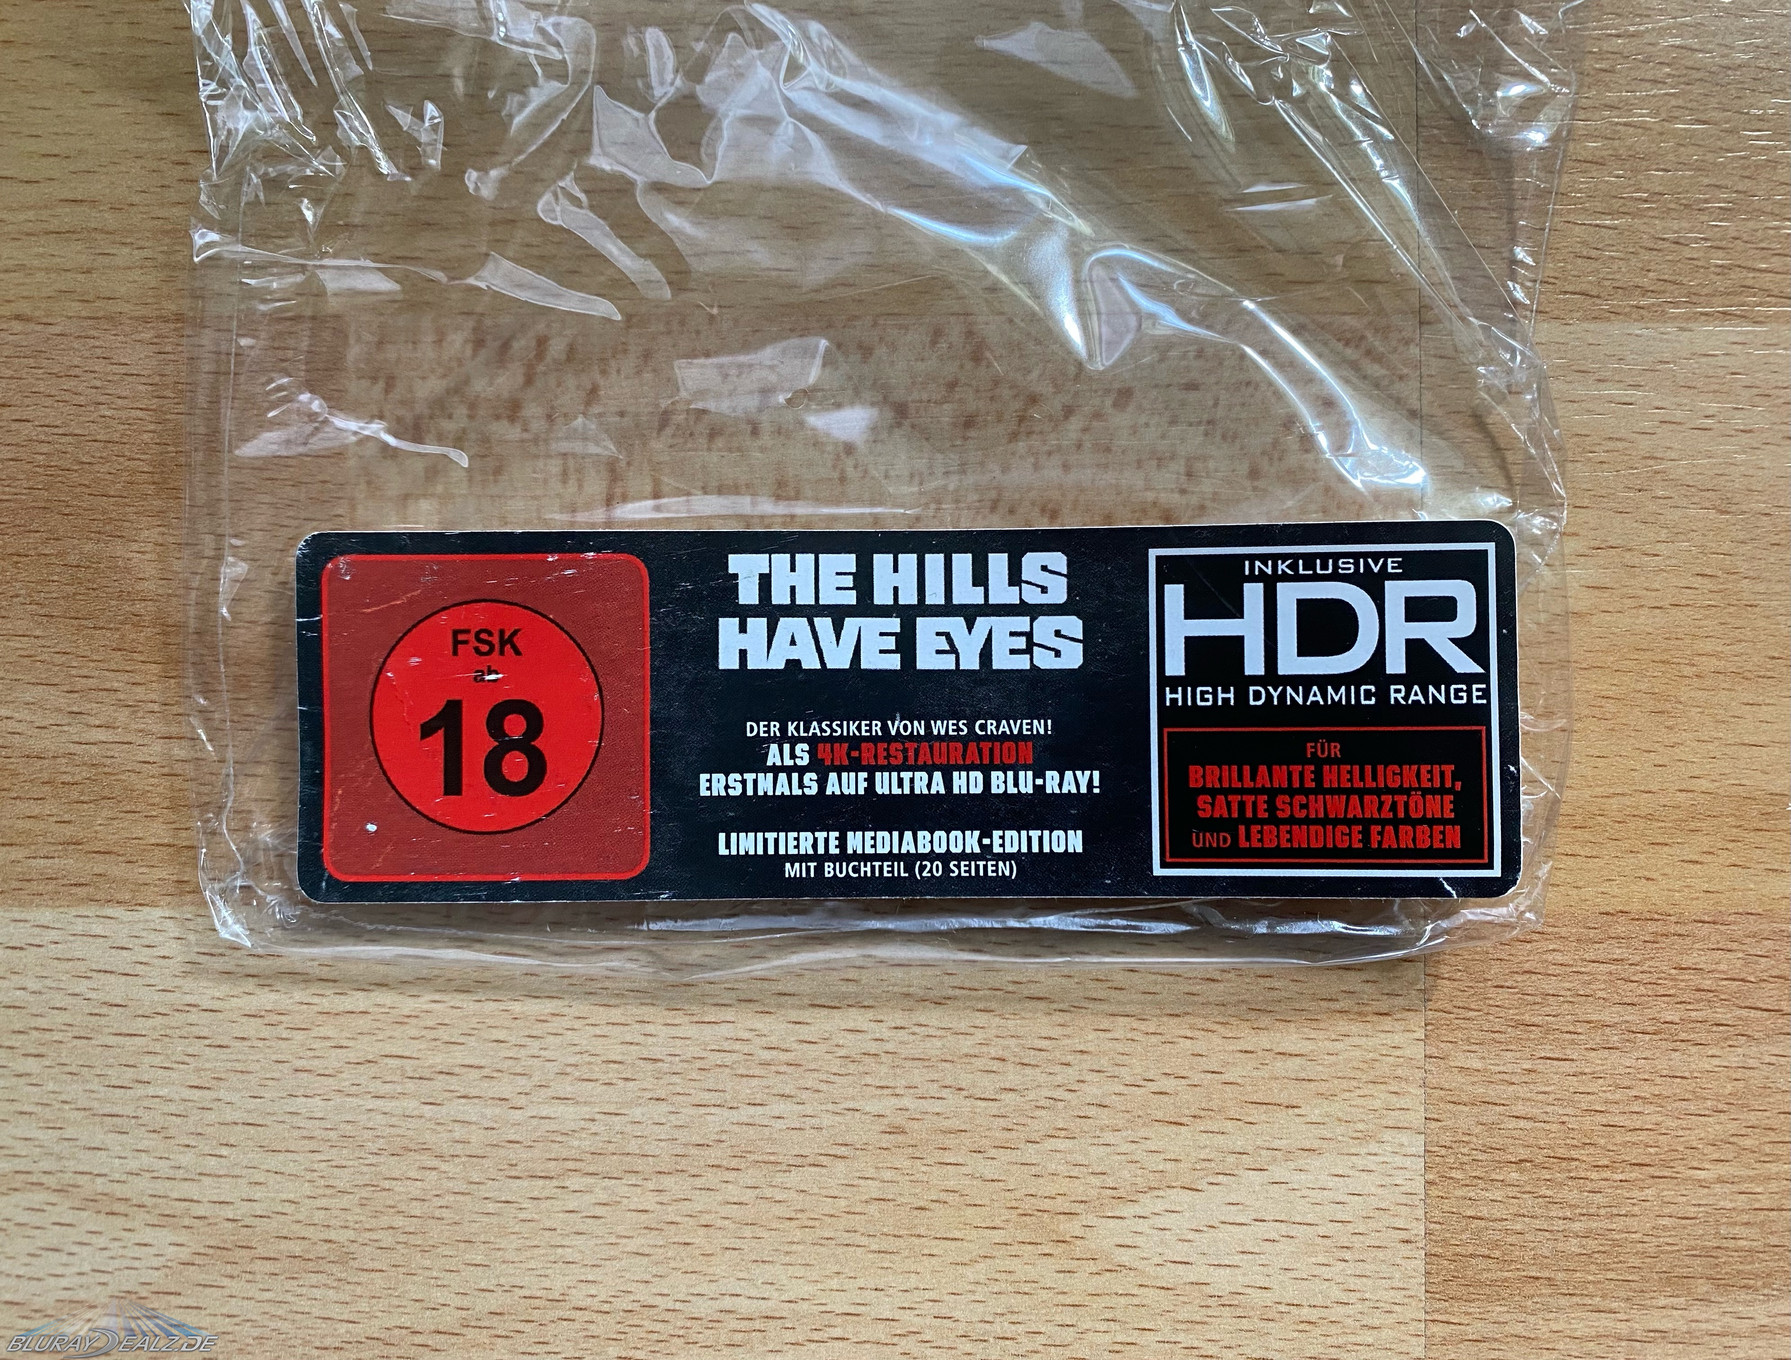 FSK
ab
18
THE HILLS
HAVE EYES
DER KLASSIKER VON WES CRAVEN!
ALS 4K-RESTAURATION
ERSTMALS AUF ULTRA HD BLU-RAY!
LIMITIERTE MEDIABOOK-EDITION
MIT BUCHTEIL (20 SEITEN)
INKLUSIVE
HDR
HIGH DYNAMIC RANGE
FÜR
BRILLANTE HELLIGKEIT,
SATTE SCHWARZTÖNE
UND LEBENDIGE FARBEN
BLURAYDEALZ.DE